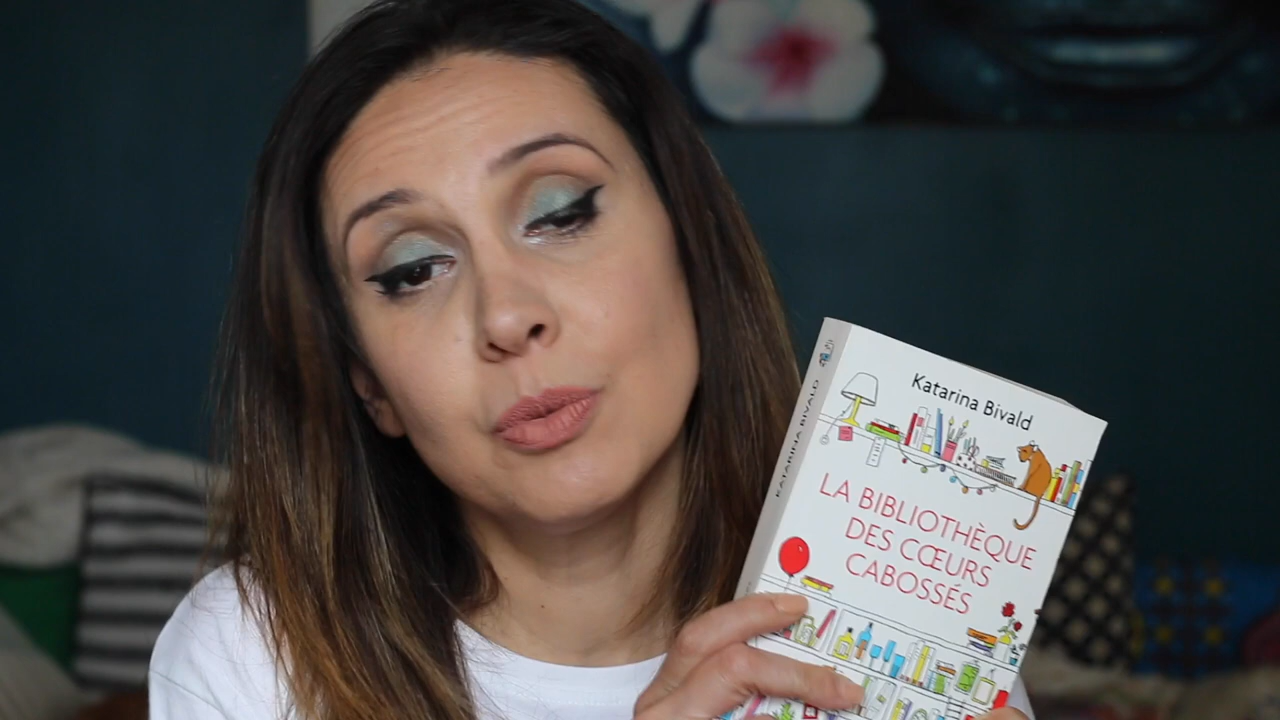 Katarina Bivald
LA BIBLIOTHÈQUE
DES CŒURS
CABOSSÉS
KATARINA BIVALD